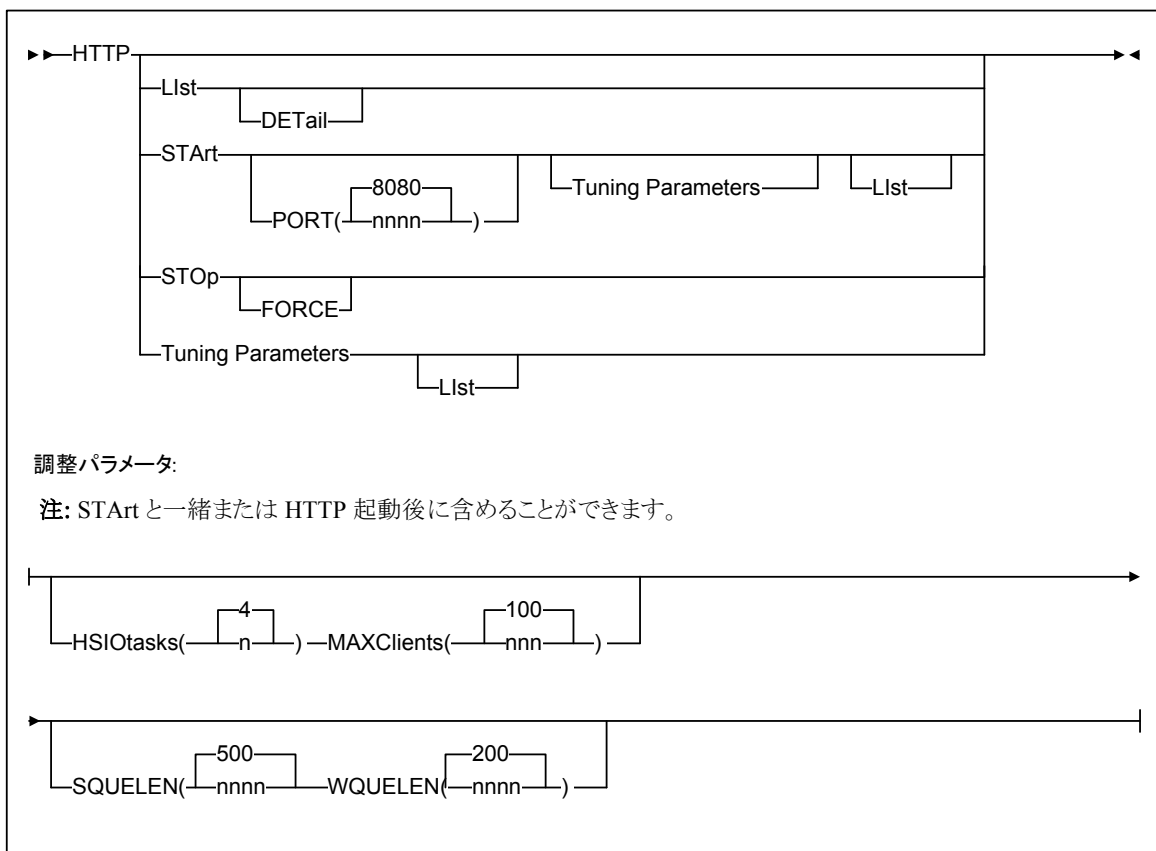 HTTP
LIst
DETail
STArt
PORT( 8080 nnnn ) Tuning Parameters LIst
STOp
FORCE
Tuning Parameters
LIst
調整パラメータ:
注: STArt と一緒または HTTP 起動後に含めることができます。
4 100
HSIOtasks( n ) MAXClients( nnn )
500 200
SQUELEN( nnnn WQUELEN( nnnn )